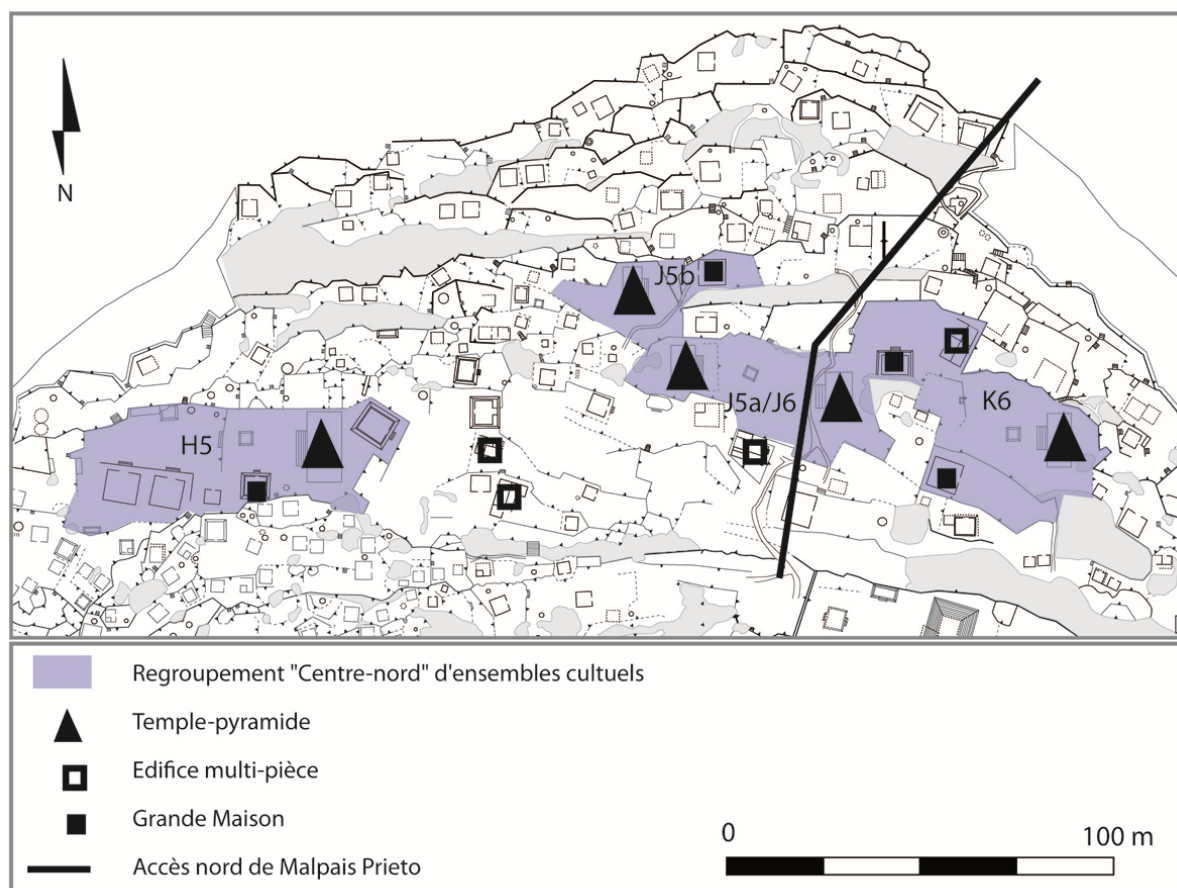 N
J5b
J5a/J6
K6
H5
Regroupement "Centre-nord" d'ensembles cultuels
Temple-pyramide
Edifice multi-pièce
Grande Maison
Accès nord de Malpais Prieto
0
100 m